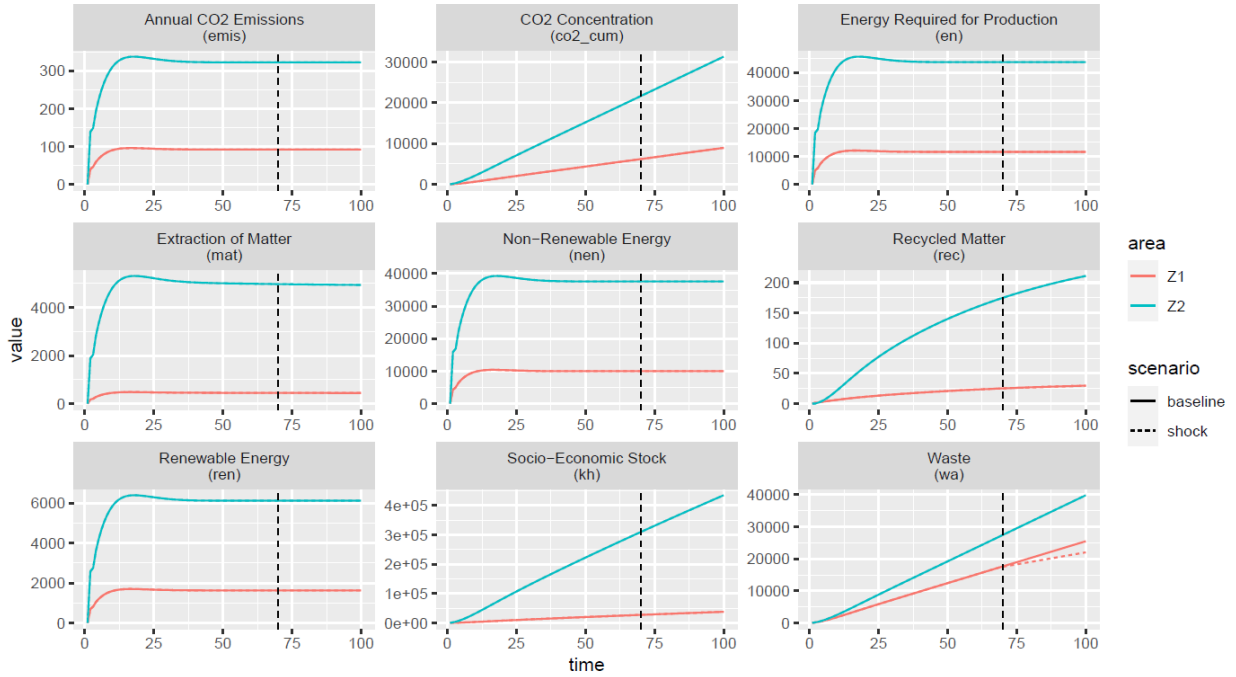 Annual CO2 Emissions
(emis)
CO2 Concentration
(co2_cum)
Energy Required for Production
(en)
300
200
100
0
0 25 50 75 100
30000
20000
10000
0
0 25 50 75 100
40000
30000
20000
10000
0
0 25 50 75 100
Extraction of Matter
(mat)
Non-Renewable Energy
(nen)
Recycled Matter
(rec)
4000
2000
0
0 25 50 75 100
40000
30000
20000
10000
0
0 25 50 75 100
200
150
100
50
0
0 25 50 75 100
Renewable Energy
(ren)
Socio-Economic Stock
(kh)
Waste
(wa)
6000
4000
2000
0
0 25 50 75 100
4e+05
3e+05
2e+05
1e+05
0e+00
0 25 50 75 100
40000
30000
20000
10000
0
0 25 50 75 100
value
time
area
Z1
Z2
scenario
baseline
shock